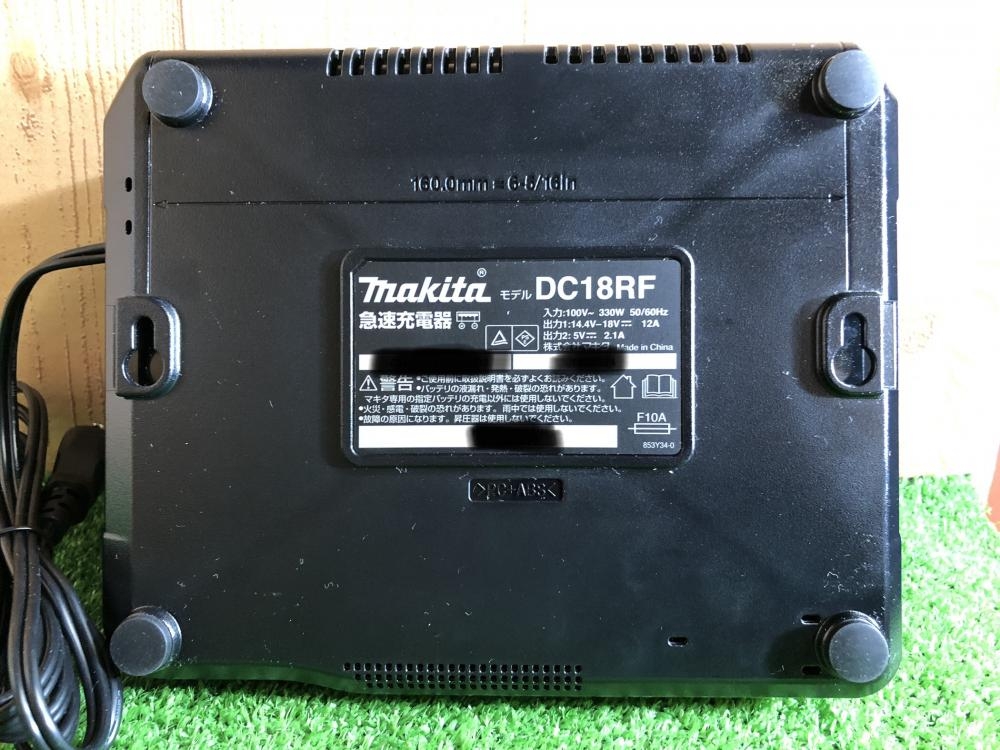 160.0mm = 6-5/16in
makita® モデル DC18RF
急速充電器
入力:100V~ 330W 50/60Hz
出力1:14.4V-18V⎓ 12A
出力2: 5V⎓ 2.1A
株式会社マキタ Made in China
警告
•ご使用前に取扱説明書を必ずよくお読みください。
•バッテリの液漏れ・発熱・破裂の恐れがあります。
マキタ専用の指定バッテリの充電以外には使用しないでください。
•火災・感電・破裂の恐れがあります。雨中では使用しないでください。
•故障の原因になります。昇圧器は使用しないでください。
F10A
853Y34-0
>PC+ABS<